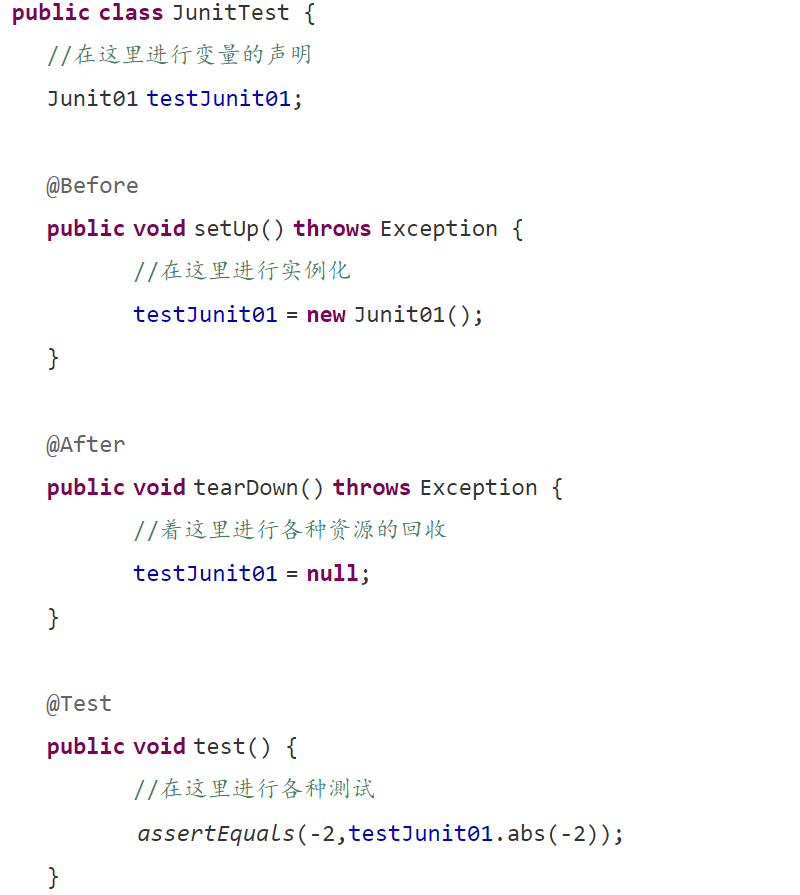 public class JunitTest {
//在这里进行变量的声明
Junit01 testJunit01;
@Before
public void setUp() throws Exception {
//在这里进行实例化
testJunit01 = new Junit01();
}
@After
public void tearDown() throws Exception {
//着这里进行各种资源的回收
testJunit01 = null;
}
@Test
public void test() {
//在这里进行各种测试
assertEquals(-2,testJunit01.abs(-2));
}